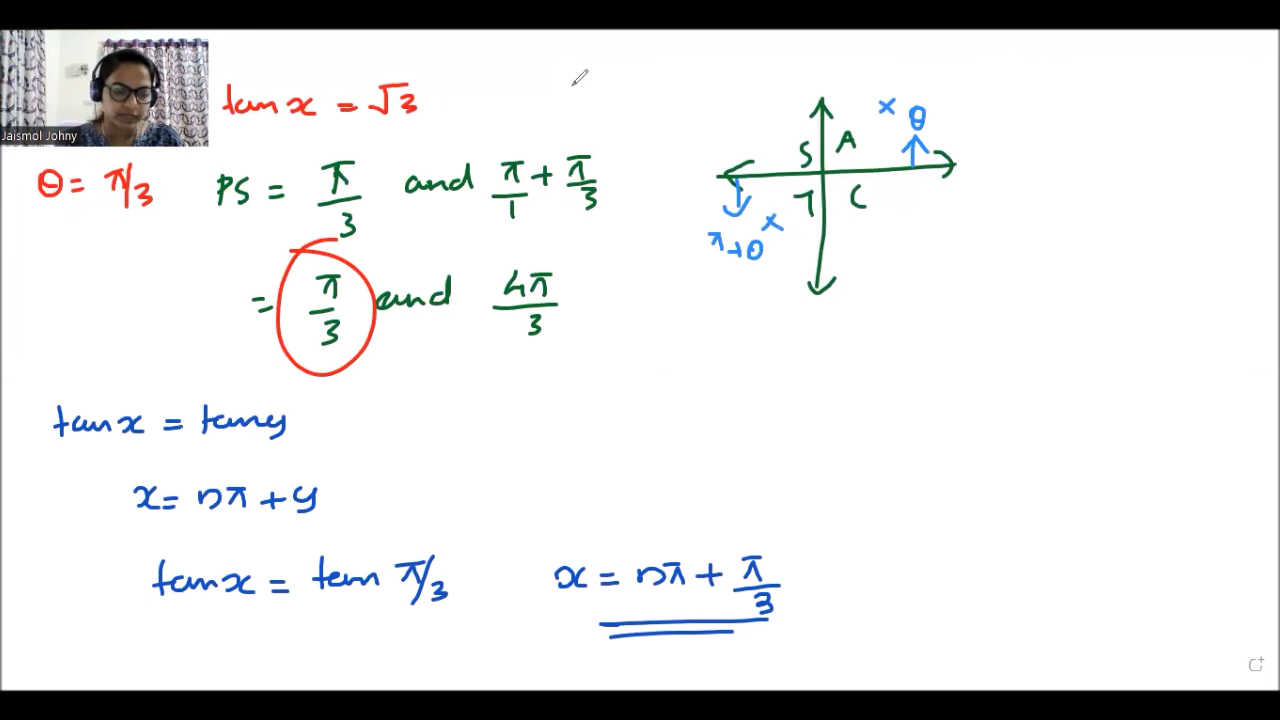 Jaismol Johny
tan x = √3
θ = π/3
PS = π/3 and π/1 + π/3
= π/3 and 4π/3
S A
T C
θ
π+θ
tan x = tan y
x = nπ + y
tan x = tan π/3
x = nπ + π/3